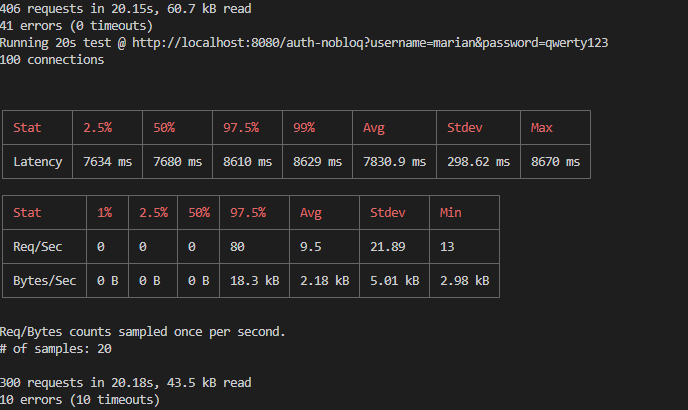 406 requests in 20.15s, 60.7 kB read
41 errors (0 timeouts)
Running 20s test @ http://localhost:8080/auth-nobloq?username=marian&password=qwerty123
100 connections
Stat 2.5% 50% 97.5% 99% Avg Stdev Max
Latency 7634 ms 7680 ms 8610 ms 8629 ms 7830.9 ms 298.62 ms 8670 ms
Stat 1% 2.5% 50% 97.5% Avg Stdev Min
Req/Sec 0 0 0 80 9.5 21.89 13
Bytes/Sec 0 B 0 B 0 B 18.3 kB 2.18 kB 5.01 kB 2.98 kB
Req/Bytes counts sampled once per second.
# of samples: 20
300 requests in 20.18s, 43.5 kB read
10 errors (10 timeouts)